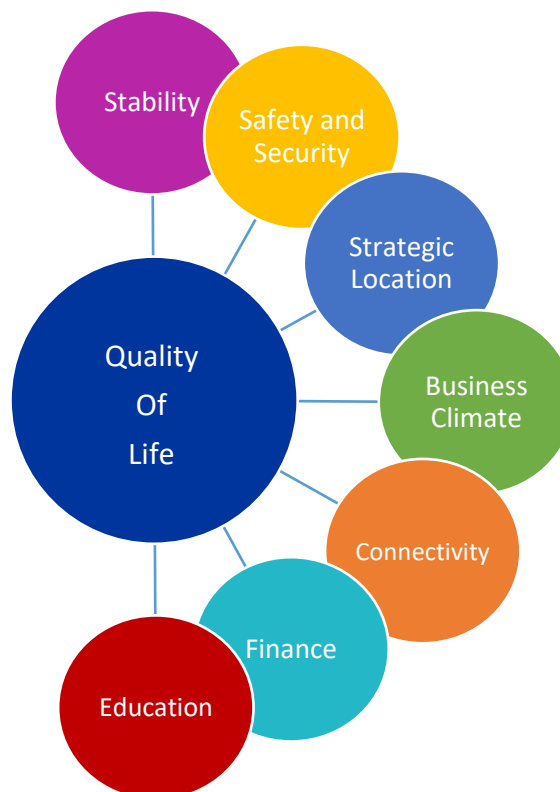 Stability
Safety and
Security
Strategic
Location
Quality
Of
Life
Business
Climate
Connectivity
Finance
Education